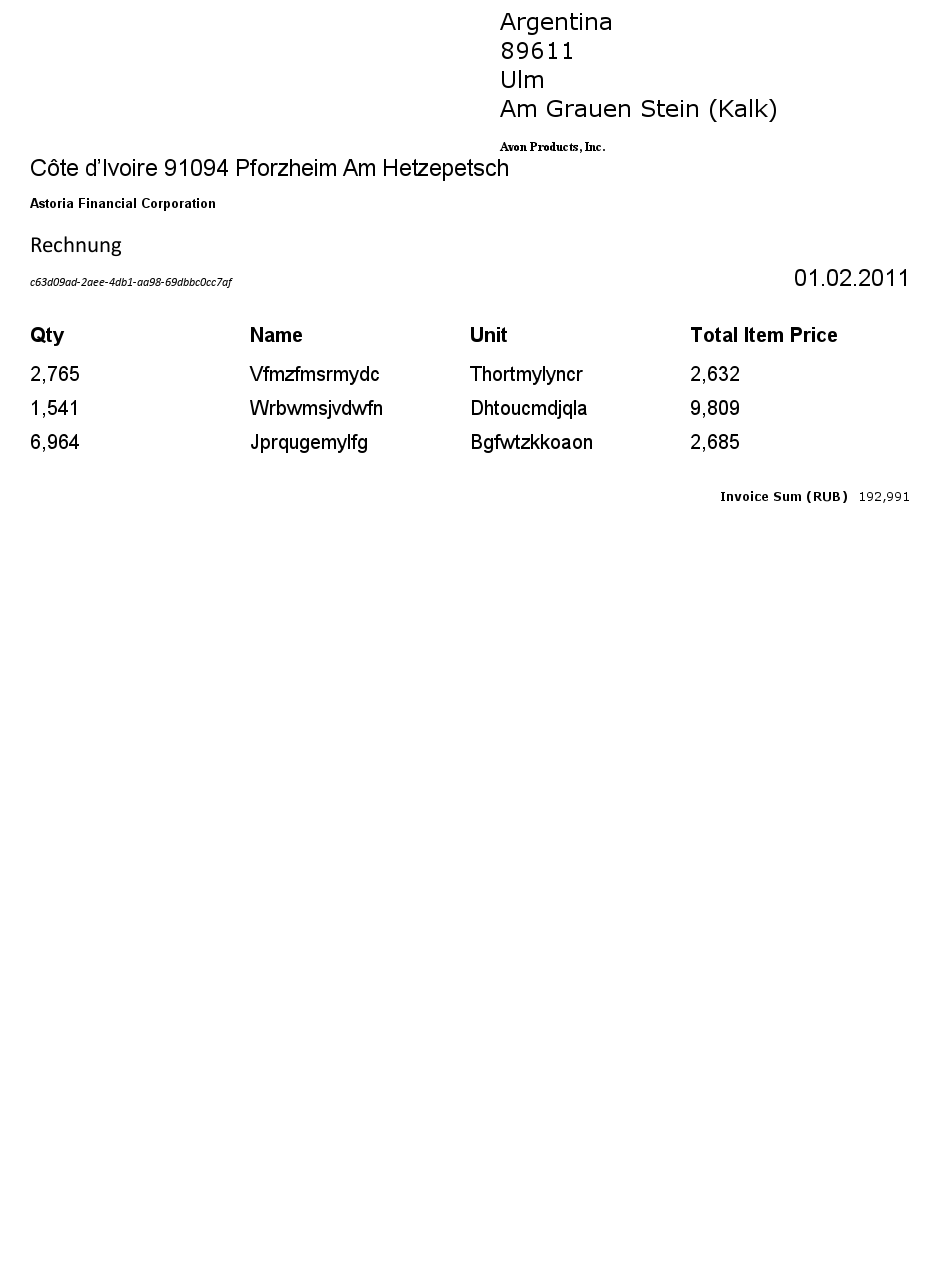 Argentina
89611
Ulm
Am Grauen Stein (Kalk)
Avon Products, Inc.
Côte d’Ivoire 91094 Pforzheim Am Hetzepetsch
Astoria Financial Corporation
Rechnung
c63d09ad-2aee-4db1-aa98-69dbbc0cc7af
01.02.2011
Qty Name Unit Total Item Price
2,765 Vfmzfmsrmydc Thortmylyncr 2,632
1,541 Wrbwmsjvdwfn Dhtoucmdjqla 9,809
6,964 Jprqugemylfg Bgfwtzkkoaon 2,685
Invoice Sum (RUB) 192,991